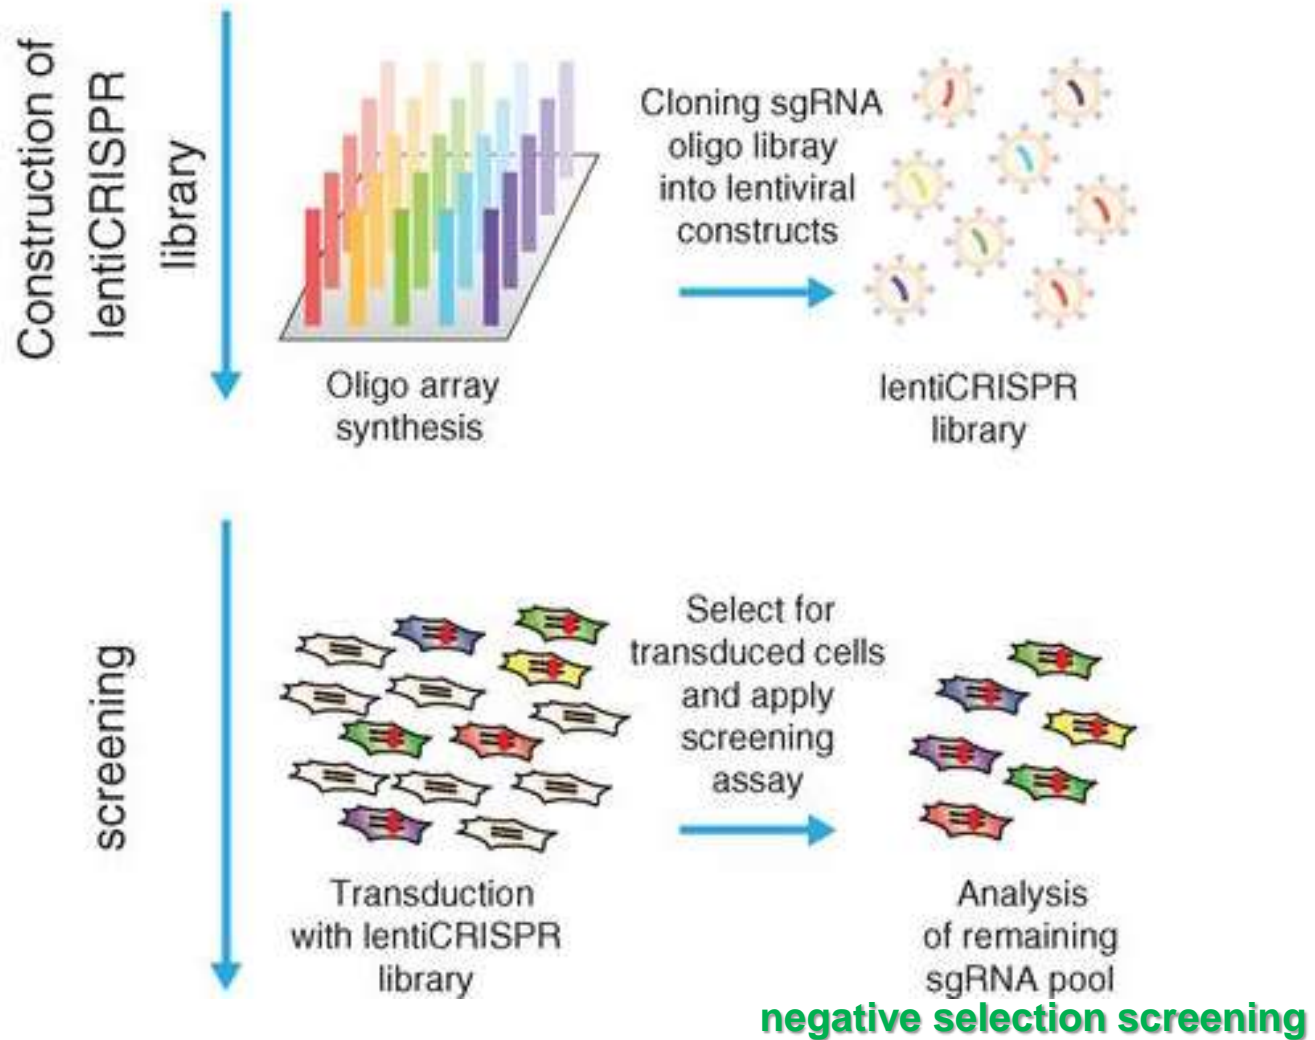 Construction of
lentiCRISPR
library
Oligo array
synthesis
Cloning sgRNA
oligo libray
into lentiviral
constructs
lentiCRISPR
library
screening
Transduction
with lentiCRISPR
library
Select for
transduced cells
and apply
screening
assay
Analysis
of remaining
sgRNA pool
negative selection screening